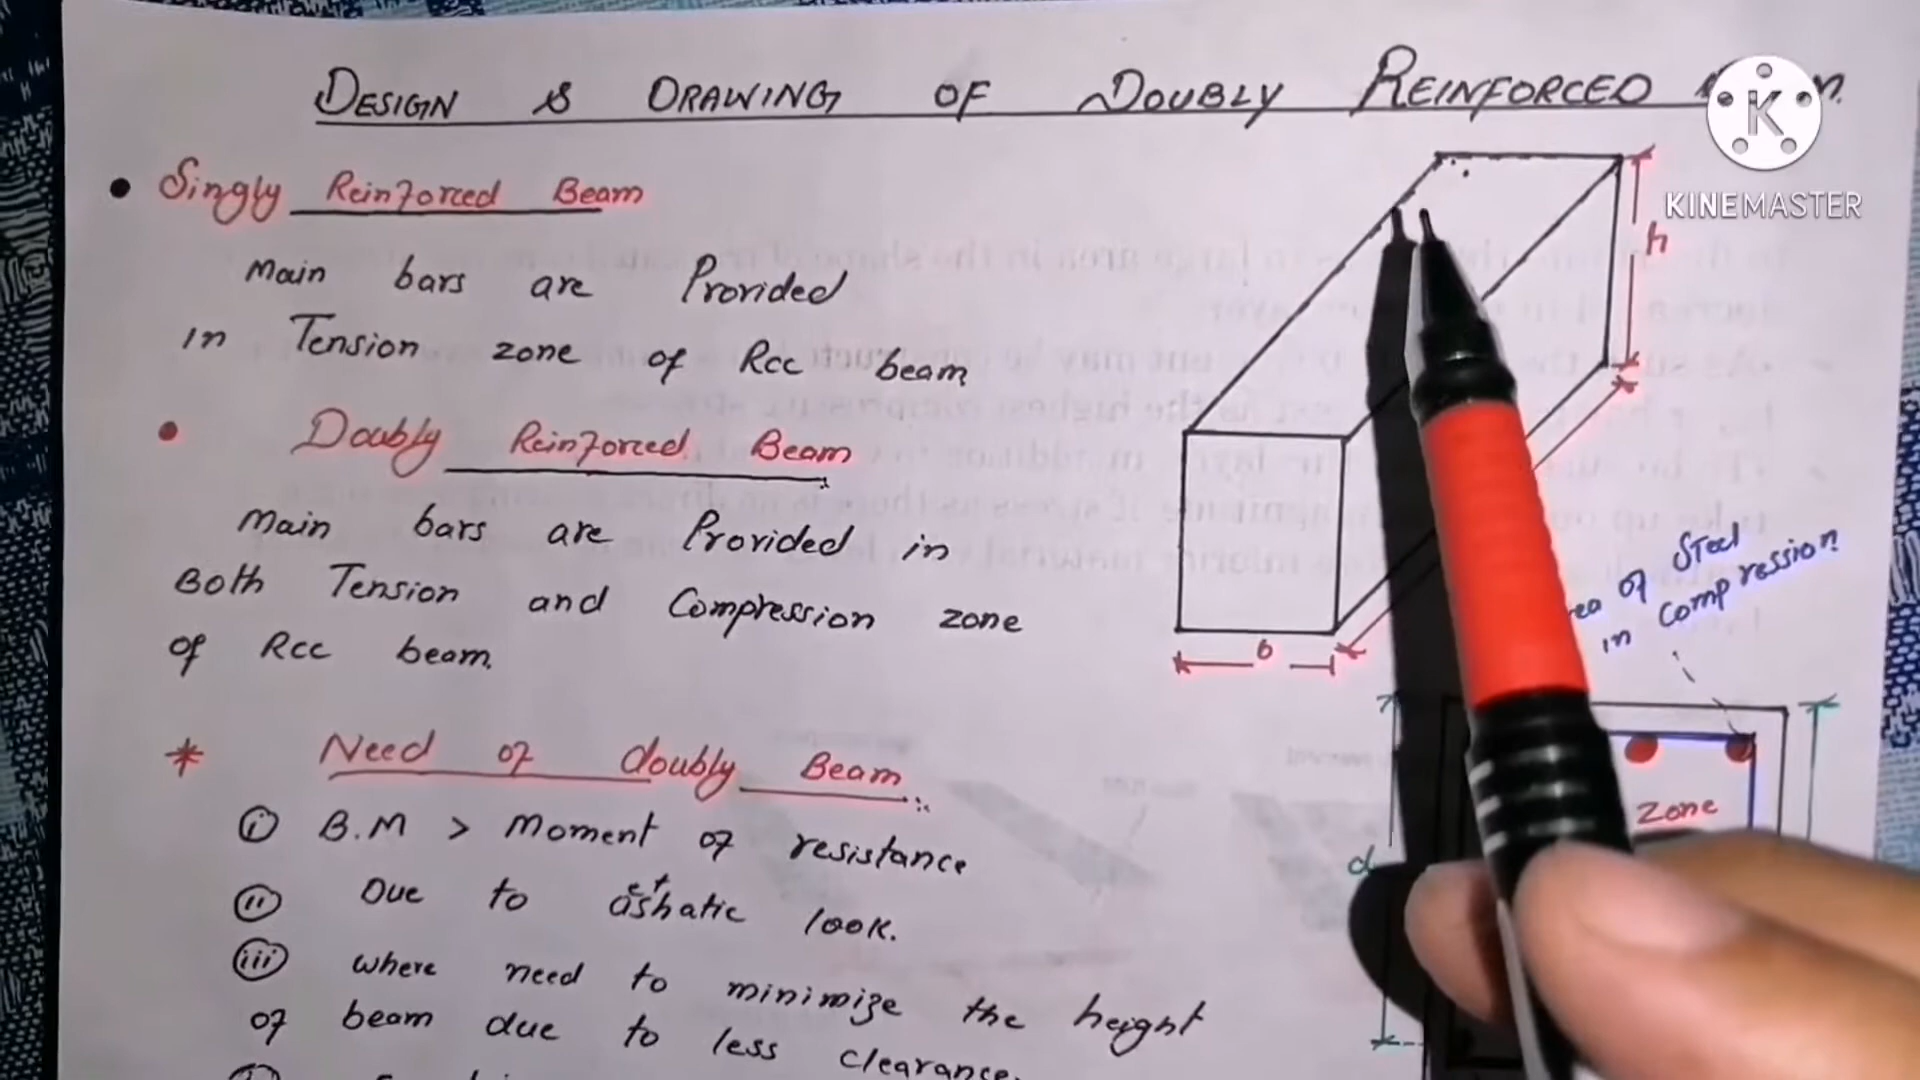 DESIGN & DRAWING OF DOUBLY REINFORCED
KINEMASTER
• Singly Reinforced Beam
Main bars are Provided
in Tension zone of Rcc beam
• Doubly Reinforced Beam
Main bars are Provided in
Both Tension and Compression zone
of Rcc beam.
* Need of doubly Beam :
(i) B.M > Moment of resistance
(ii) Due to look.
(iii) where need to minimize the height
of beam due to less clearance.
h
b
of Steel
in Compression
zone
d